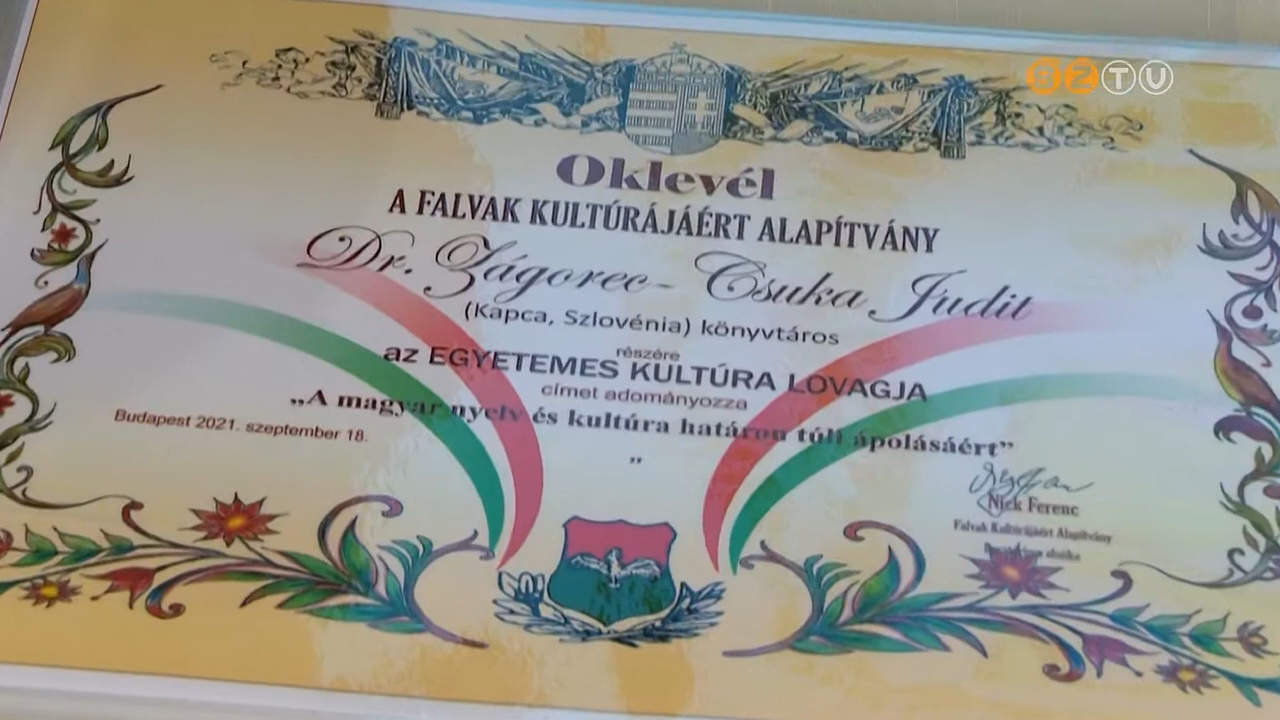 SZTV
Oklevél
A FALVAK KULTÚRÁJÁÉRT ALAPÍTVÁNY
Dr. Zágorec-Csuka Judit
(Kapca, Szlovénia) könyvtáros
részére
az EGYETEMES KULTÚRA LOVAGJA
címet adományozza
„A magyar nyelv és kultúra határon túli ápolásáért”
”
Budapest 2021. szeptember 18.
Nick Ferenc
Falvak Kultúrájáért Alapítvány